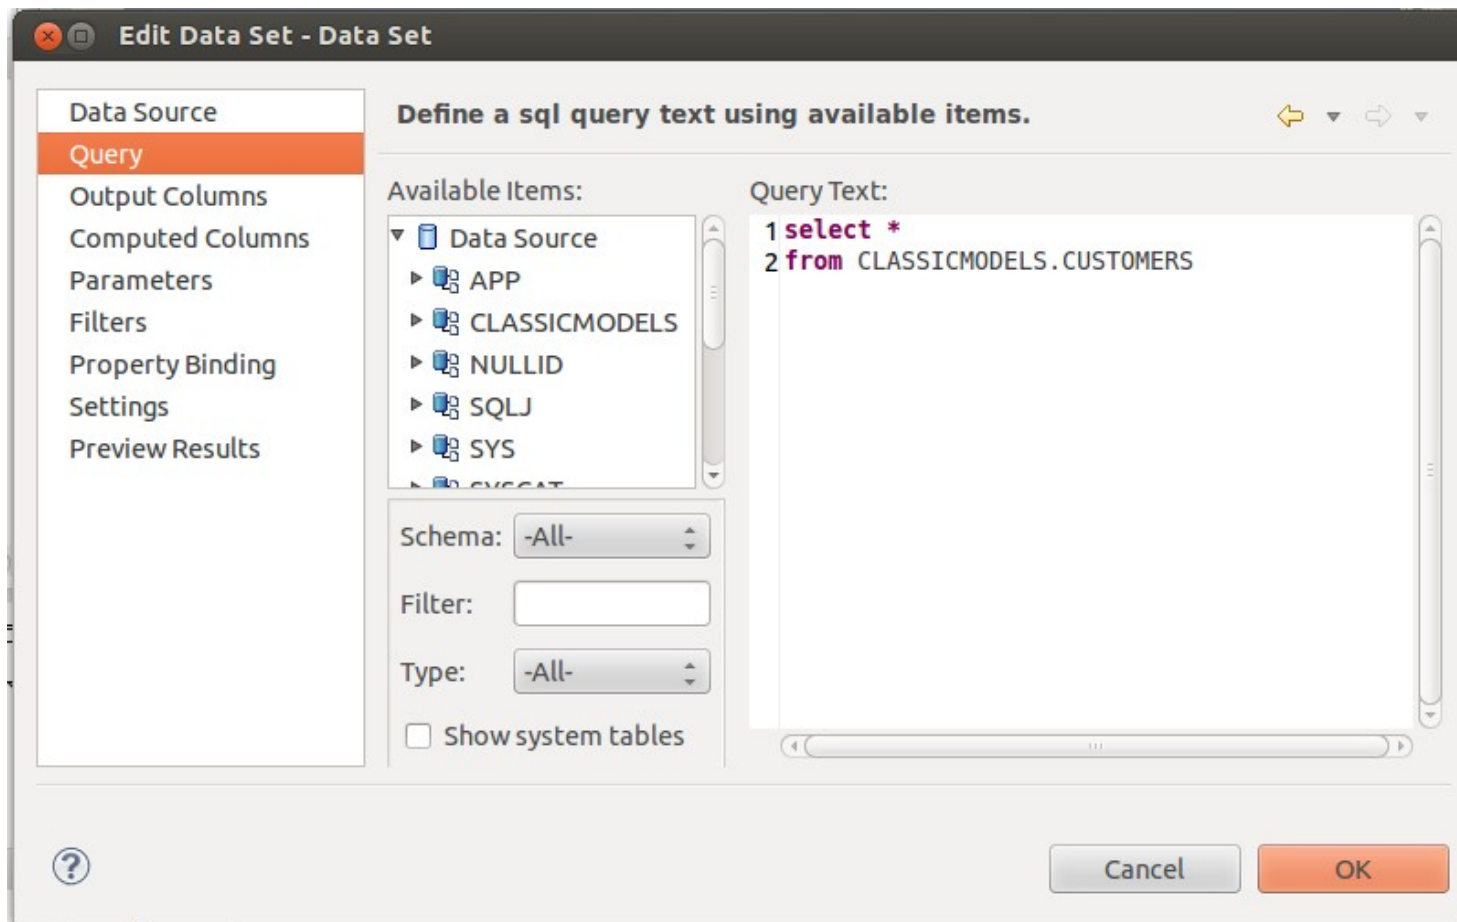 Edit Data Set - Data Set
Data Source
Query
Output Columns
Computed Columns
Parameters
Filters
Property Binding
Settings
Preview Results
Define a sql query text using available items.
Available Items:
Data Source
APP
CLASSICMODELS
NULLID
SQLJ
SYS
SYSCAT
Schema: -All-
Filter:
Type: -All-
Show system tables
Query Text:
1 select *
2 from CLASSICMODELS.CUSTOMERS
Cancel
OK